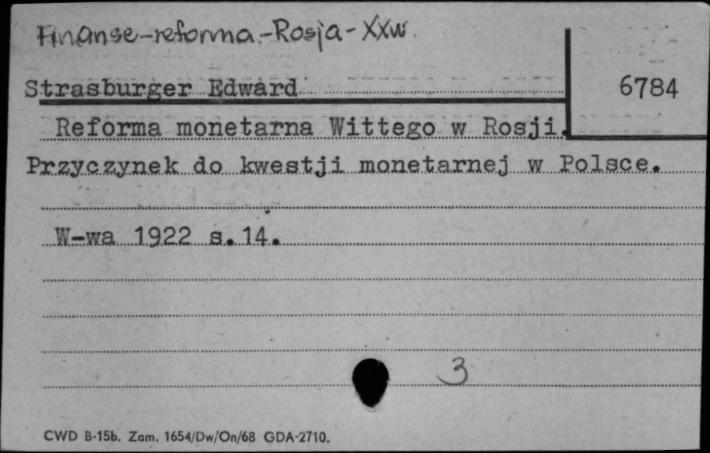 Finanse-reforma-Rosja-XXw.
Strasburger Edward
6784
Reforma monetarna Wittego w Rosji.
Przyczynek do kwestji monetarnej w Polsce.
W-wa 1922 s.14.
3
CWD B-15b. Zam. 1654/Dw/On/68 GDA-2710.